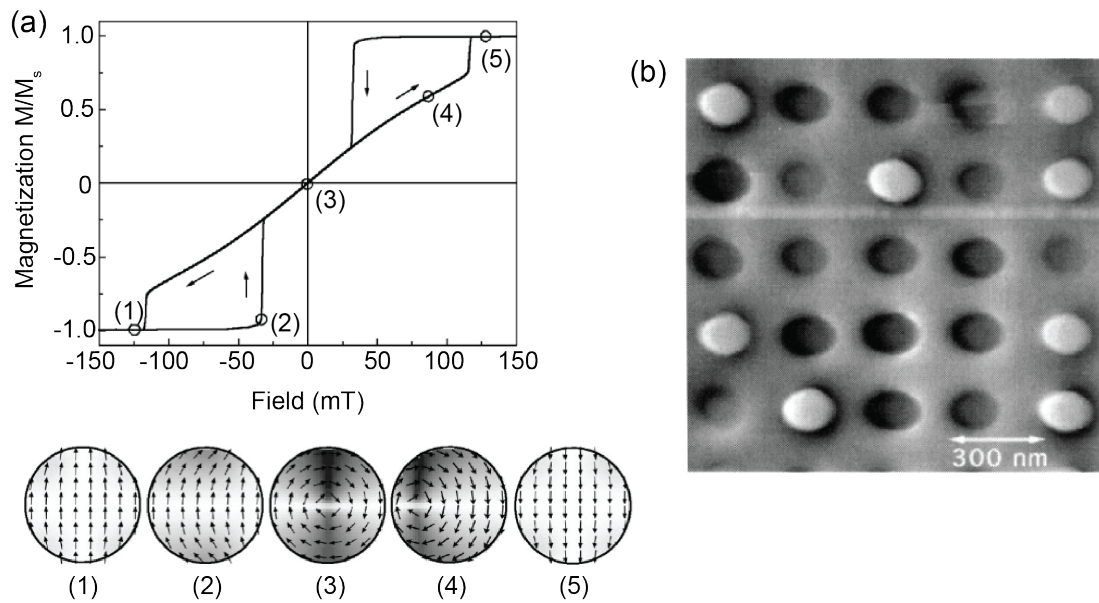 (a)
Magnetization M/Mₛ
1.0
0.5
0
-0.5
-1.0
(5)
(4)
(3)
(1)
(2)
-150 -100 -50 0 50 100 150
Field (mT)
(1) (2) (3) (4) (5)
(b)
300 nm